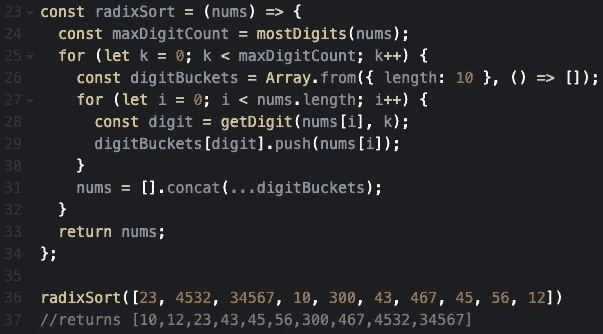 23 const radixSort = (nums) => {
24 const maxDigitCount = mostDigits(nums);
25 for (let k = 0; k < maxDigitCount; k++) {
26 const digitBuckets = Array.from({ length: 10 }, () => []);
27 for (let i = 0; i < nums.length; i++) {
28 const digit = getDigit(nums[i], k);
29 digitBuckets[digit].push(nums[i]);
30 }
31 nums = [].concat(...digitBuckets);
32 }
33 return nums;
34 };
35
36 radixSort([23, 4532, 34567, 10, 300, 43, 467, 45, 56, 12])
37 //returns [10,12,23,43,45,56,300,467,4532,34567]